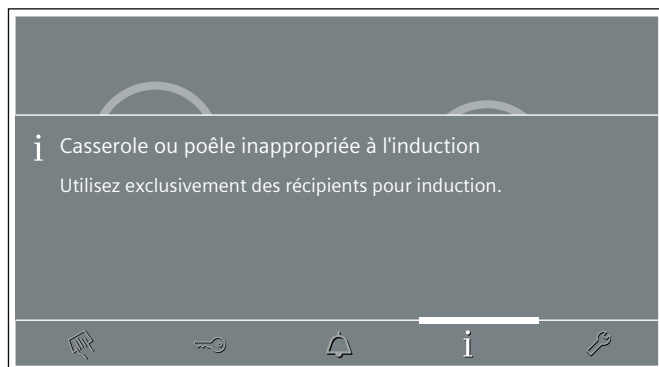 i Casserole ou poêle inappropriée à l'induction
Utilisez exclusivement des récipients pour induction.
i